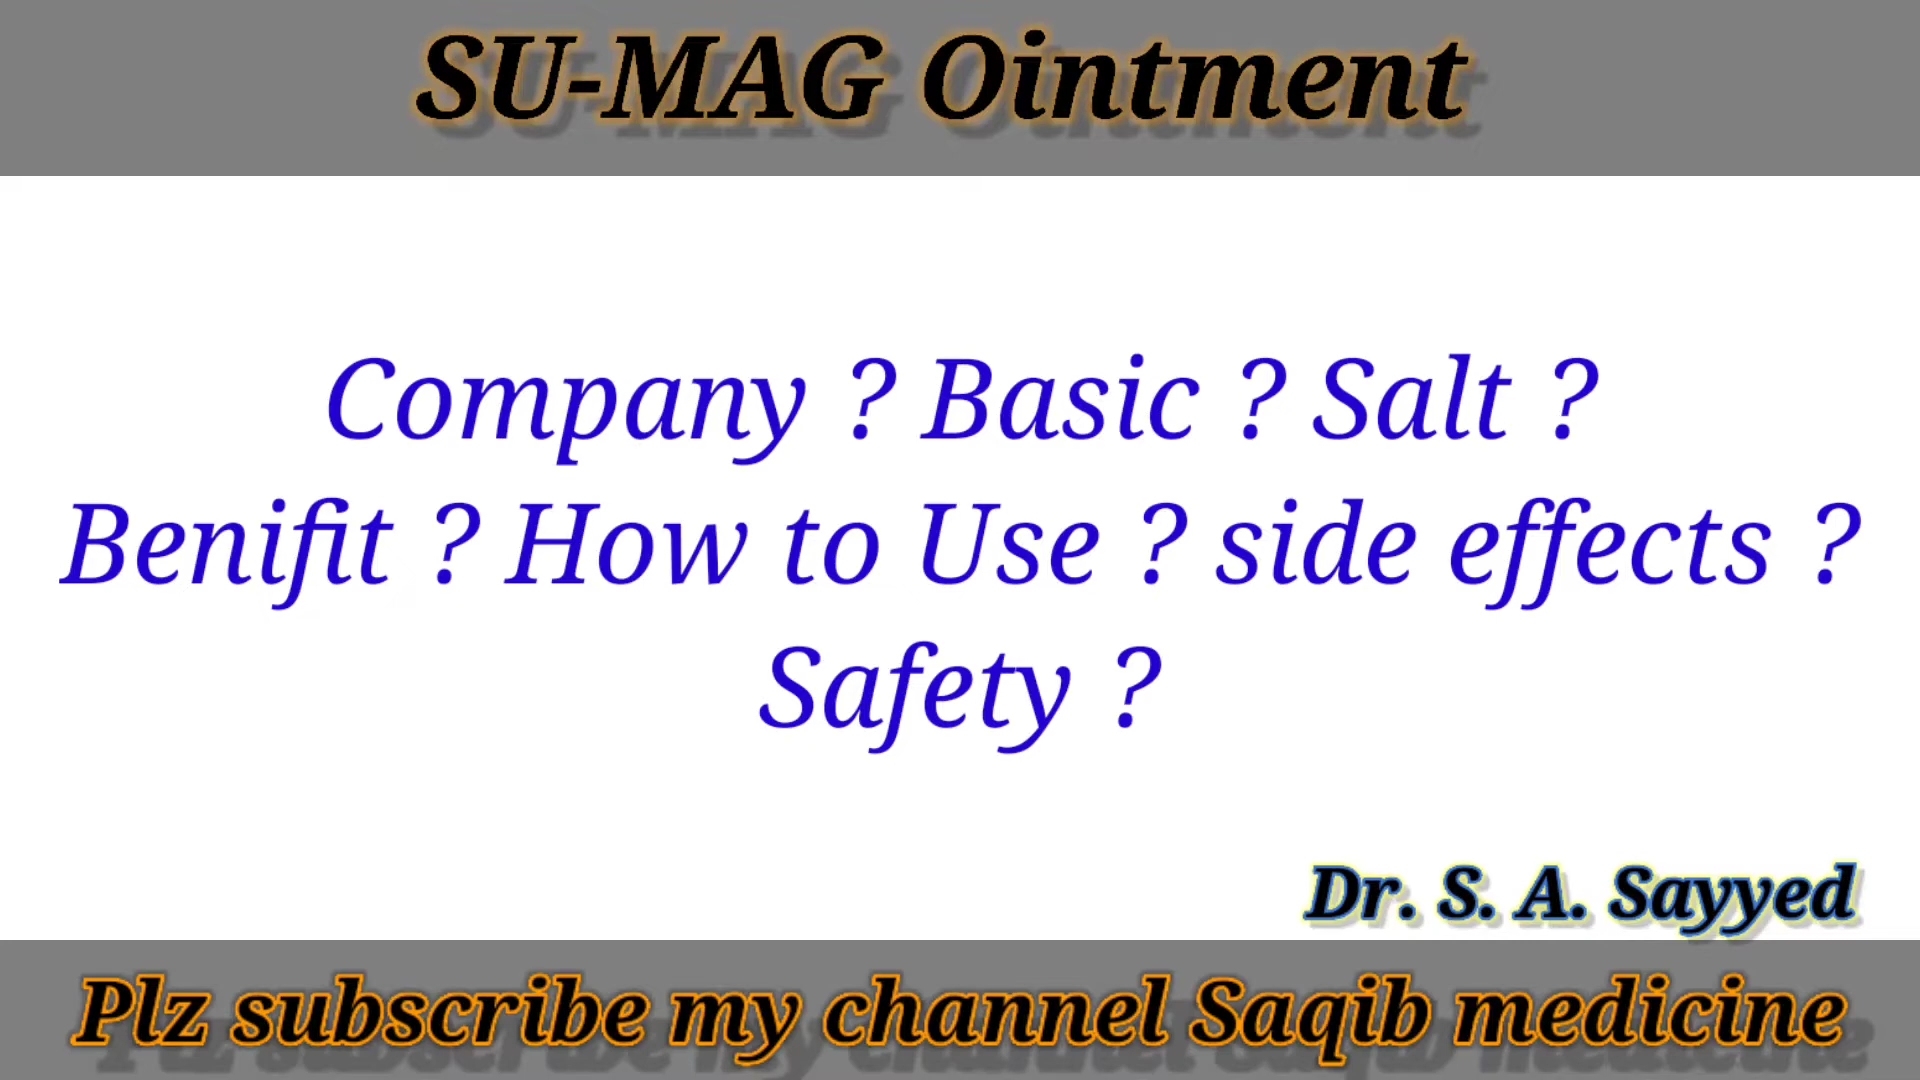 SU-MAG Ointment
Company ? Basic ? Salt ?
Benifit ? How to Use ? side effects ?
Safety ?
Dr. S. A. Sayyed
Plz subscribe my channel Saqib medicine